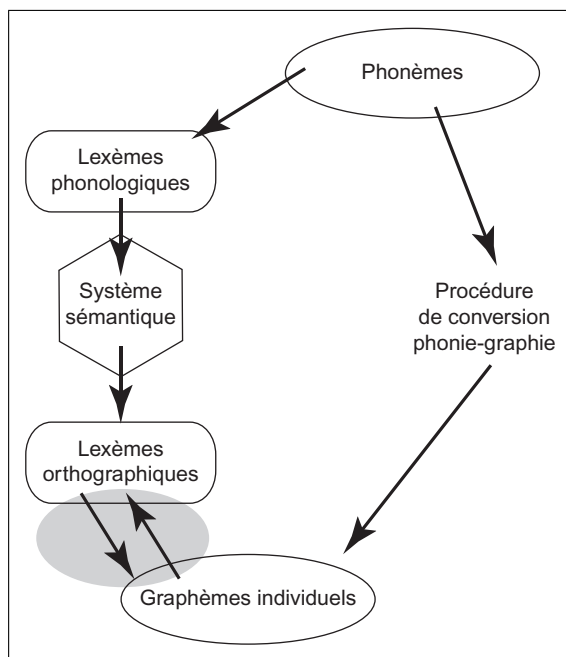 Phonèmes
Lexèmes
phonologiques
Système
sémantique
Procédure
de conversion
phonie-graphie
Lexèmes
orthographiques
Graphèmes individuels